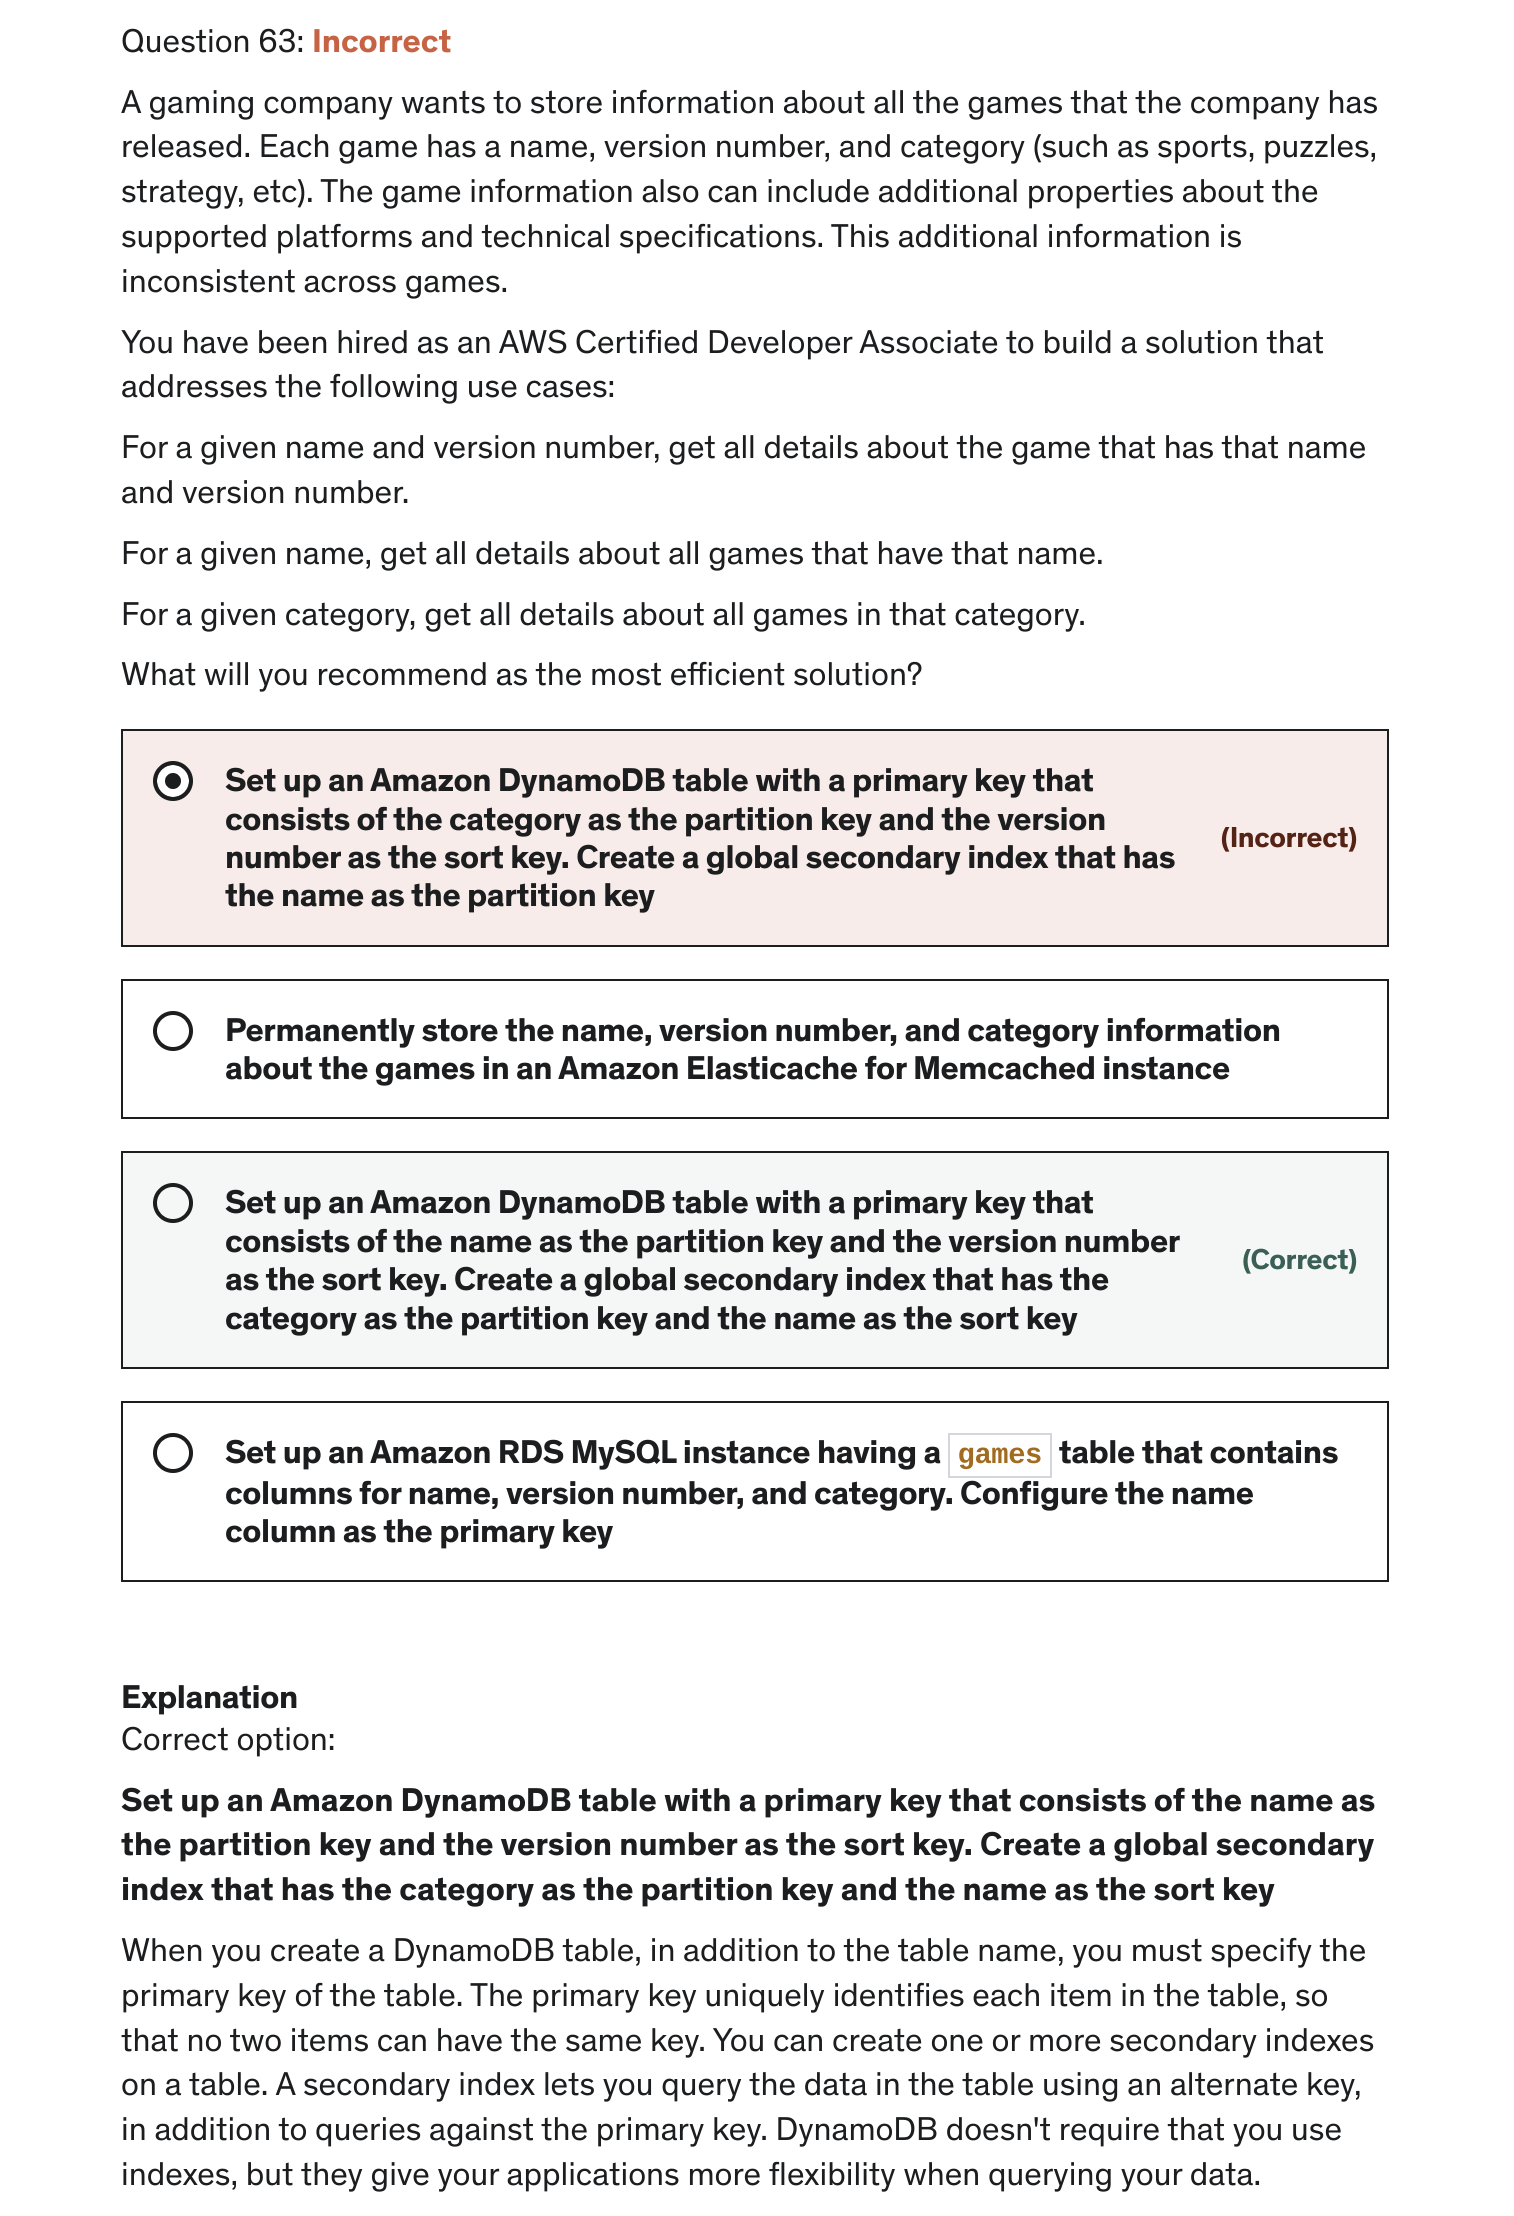 Question 63: Incorrect
A gaming company wants to store information about all the games that the company has
released. Each game has a name, version number, and category (such as sports, puzzles,
strategy, etc). The game information also can include additional properties about the
supported platforms and technical specifications. This additional information is
inconsistent across games.
You have been hired as an AWS Certified Developer Associate to build a solution that
addresses the following use cases:
For a given name and version number, get all details about the game that has that name
and version number.
For a given name, get all details about all games that have that name.
For a given category, get all details about all games in that category.
What will you recommend as the most efficient solution?
Set up an Amazon DynamoDB table with a primary key that
consists of the category as the partition key and the version
number as the sort key. Create a global secondary index that has
the name as the partition key
(Incorrect)
Permanently store the name, version number, and category information
about the games in an Amazon Elasticache for Memcached instance
Set up an Amazon DynamoDB table with a primary key that
consists of the name as the partition key and the version number
as the sort key. Create a global secondary index that has the
category as the partition key and the name as the sort key
(Correct)
Set up an Amazon RDS MySQL instance having a games table that contains
columns for name, version number, and category. Configure the name
column as the primary key
Explanation
Correct option:
Set up an Amazon DynamoDB table with a primary key that consists of the name as
the partition key and the version number as the sort key. Create a global secondary
index that has the category as the partition key and the name as the sort key
When you create a DynamoDB table, in addition to the table name, you must specify the
primary key of the table. The primary key uniquely identifies each item in the table, so
that no two items can have the same key. You can create one or more secondary indexes
on a table. A secondary index lets you query the data in the table using an alternate key,
in addition to queries against the primary key. DynamoDB doesn't require that you use
indexes, but they give your applications more flexibility when querying your data.